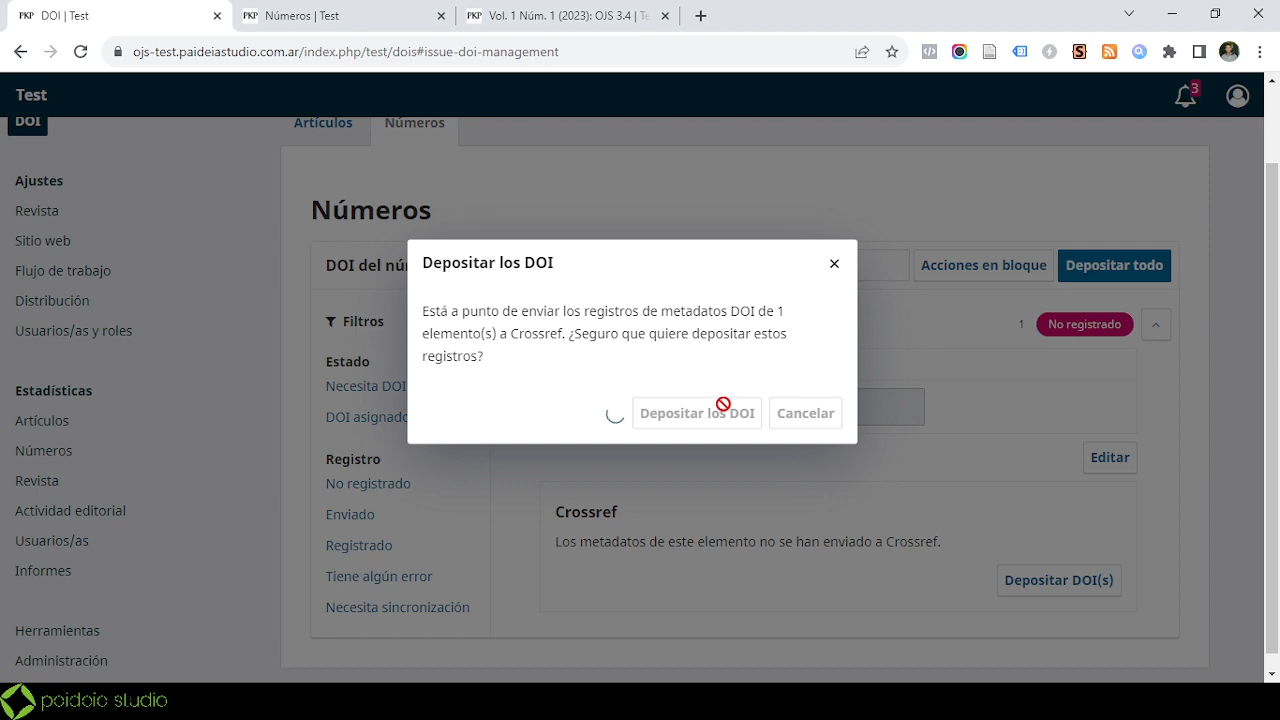 DOI | Test
Números | Test
Vol. 1 Núm. 1 (2023): OJS 3.4 | Te
ojs-test.paideiastudio.com.ar/index.php/test/dois#issue-doi-management
Test
3
DOI
Ajustes
Revista
Sitio web
Flujo de trabajo
Distribución
Usuarios/as y roles
Estadísticas
Artículos
Números
Revista
Actividad editorial
Usuarios/as
Informes
Herramientas
Administración
Artículos
Números
Números
DOI del nú
Acciones en bloque
Depositar todo
Filtros
1
No registrado
Estado
Necesita DOI
DOI asignado
Registro
No registrado
Enviado
Registrado
Tiene algún error
Necesita sincronización
Depositar los DOI
Está a punto de enviar los registros de metadatos DOI de 1
elemento(s) a Crossref. ¿Seguro que quiere depositar estos
registros?
Depositar los DOI
Cancelar
Editar
Crossref
Los metadatos de este elemento no se han enviado a Crossref.
Depositar DOI(s)
paideia studio